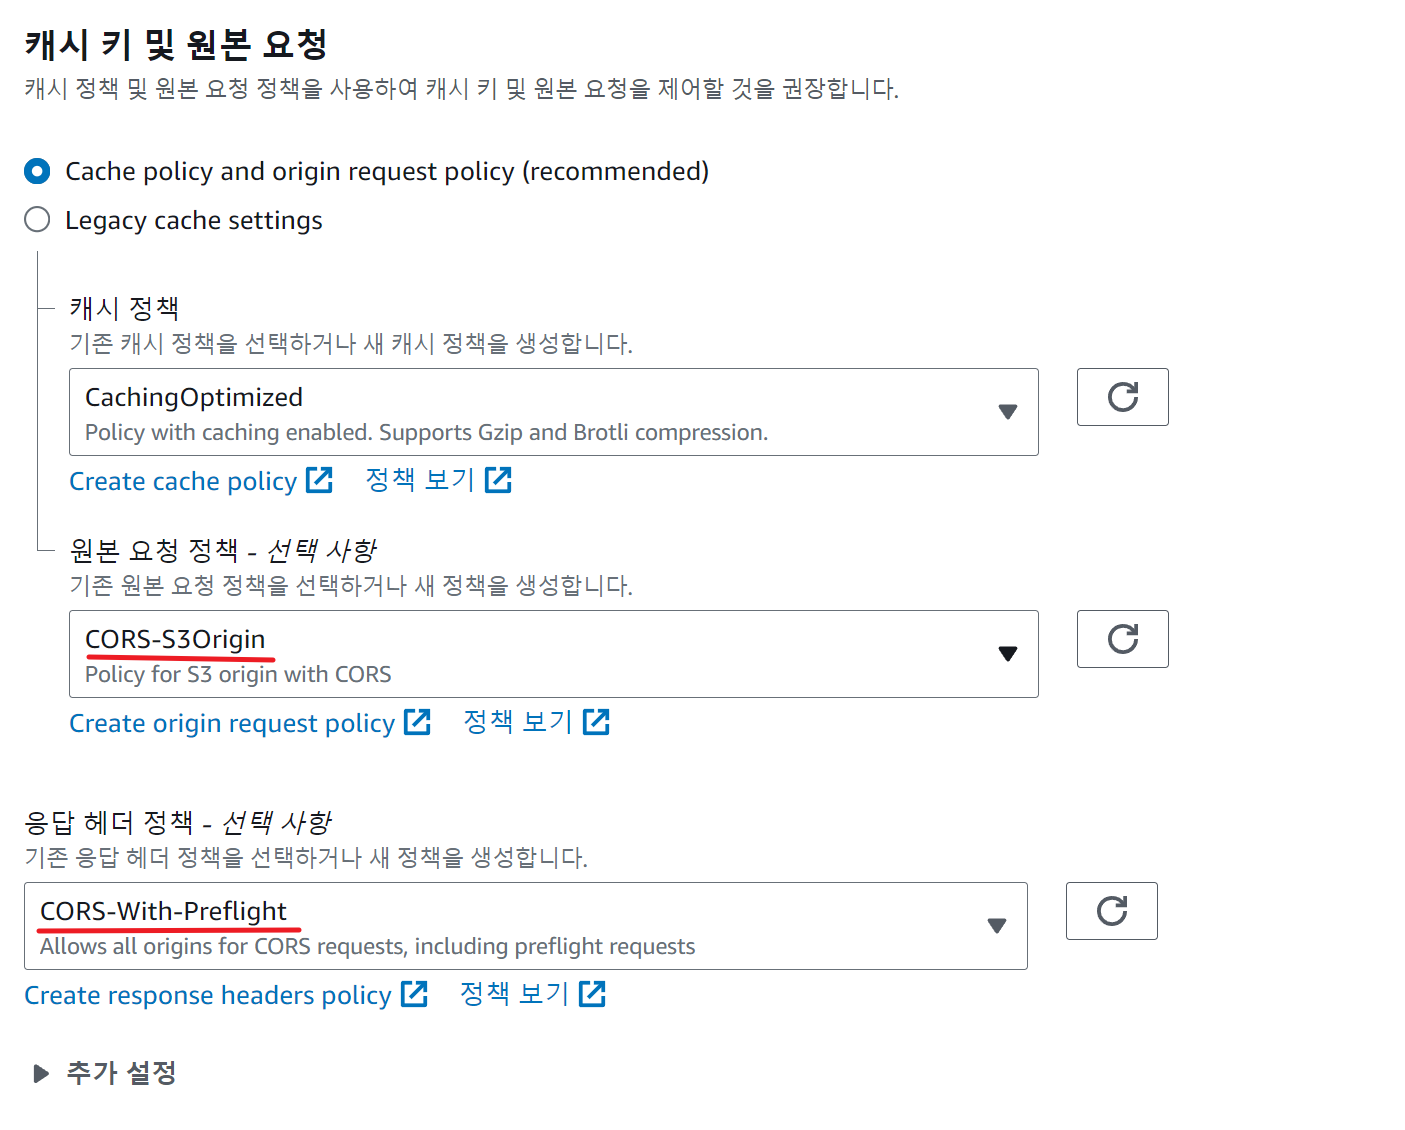 캐시 키 및 원본 요청
캐시 정책 및 원본 요청 정책을 사용하여 캐시 키 및 원본 요청을 제어할 것을 권장합니다.
Cache policy and origin request policy (recommended)
Legacy cache settings
캐시 정책
기존 캐시 정책을 선택하거나 새 캐시 정책을 생성합니다.
CachingOptimized
Policy with caching enabled. Supports Gzip and Brotli compression.
Create cache policy 정책 보기
원본 요청 정책 - 선택 사항
기존 원본 요청 정책을 선택하거나 새 정책을 생성합니다.
CORS-S3Origin
Policy for S3 origin with CORS
Create origin request policy 정책 보기
응답 헤더 정책 - 선택 사항
기존 응답 헤더 정책을 선택하거나 새 정책을 생성합니다.
CORS-With-Preflight
Allows all origins for CORS requests, including preflight requests
Create response headers policy 정책 보기
추가 설정